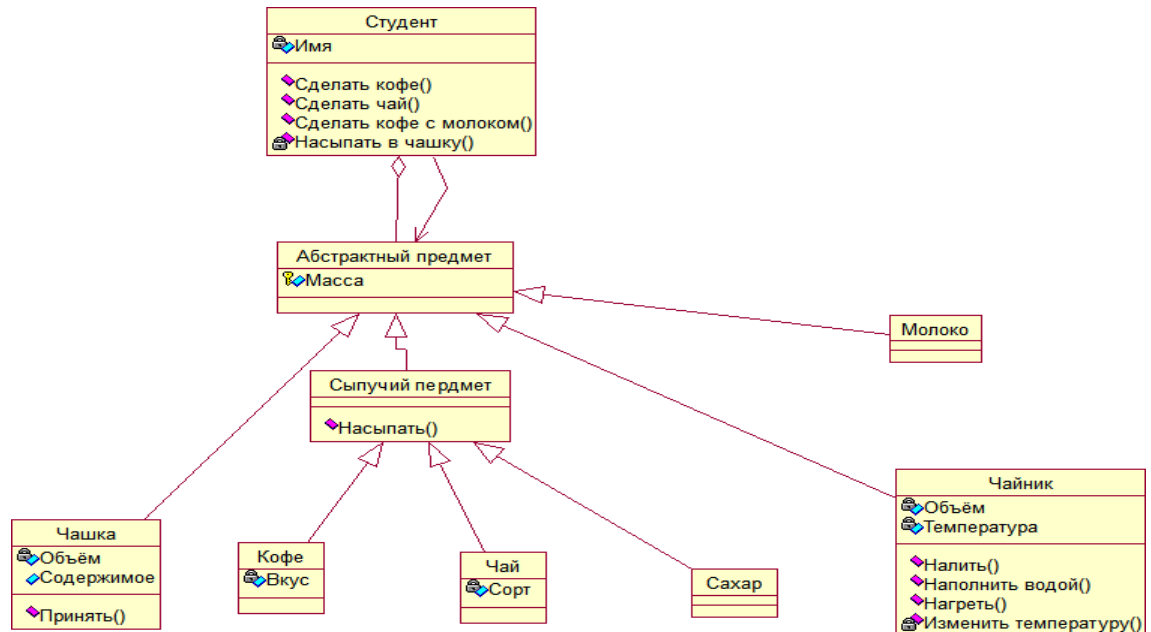 Студент
Имя
Сделать кофе()
Сделать чай()
Сделать кофе с молоком()
Насыпать в чашку()
Абстрактный предмет
Масса
Молоко
Сыпучий пердмет
Насыпать()
Чашка
Объём
Содержимое
Принять()
Кофе
Вкус
Чай
Сорт
Сахар
Чайник
Объём
Температура
Налить()
Наполнить водой()
Нагреть()
Изменить температуру()